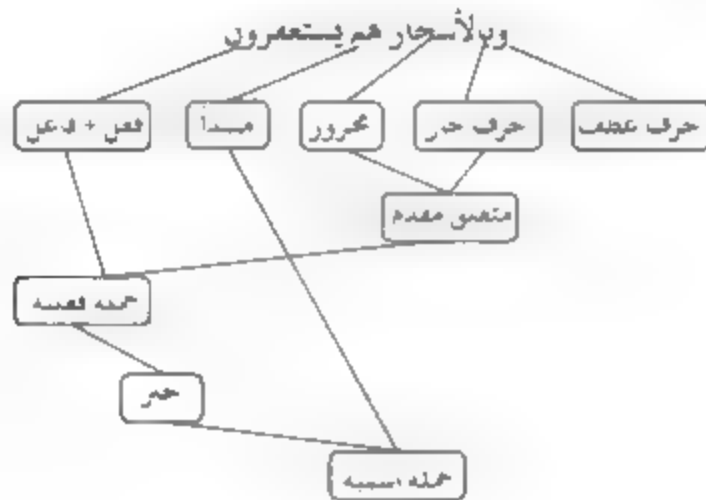 وبالأسحار هم يستغفرون
حرف عطف حرف جر مجرور مبتدأ فعل + فاعل
متعلق مقدم
جملة فعلية
خبر
جملة اسمية